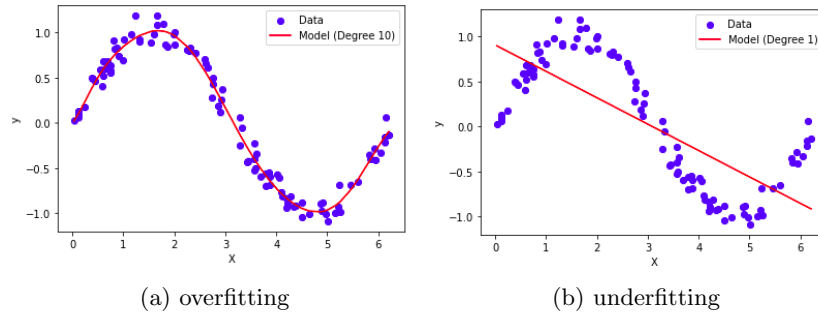 Data
Model (Degree 10)
1.0
0.5
0.0
−0.5
−1.0
y
0 1 2 3 4 5 6
X
(a) overfitting
Data
Model (Degree 1)
1.0
0.5
0.0
−0.5
−1.0
y
0 1 2 3 4 5 6
X
(b) underfitting